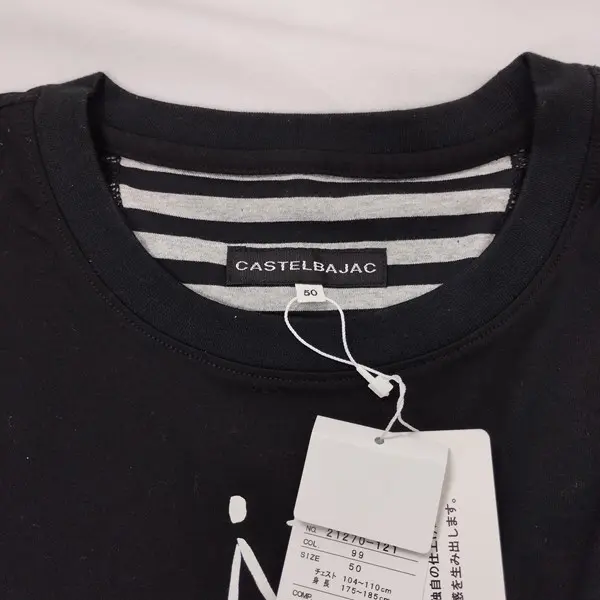 CASTELBAJAC
50
NO. 21270-121
COL. 99
SIZE 50
チェスト 104~110cm
身長 175~185cm
COMP.
独自の仕上げ
感を生み出します。